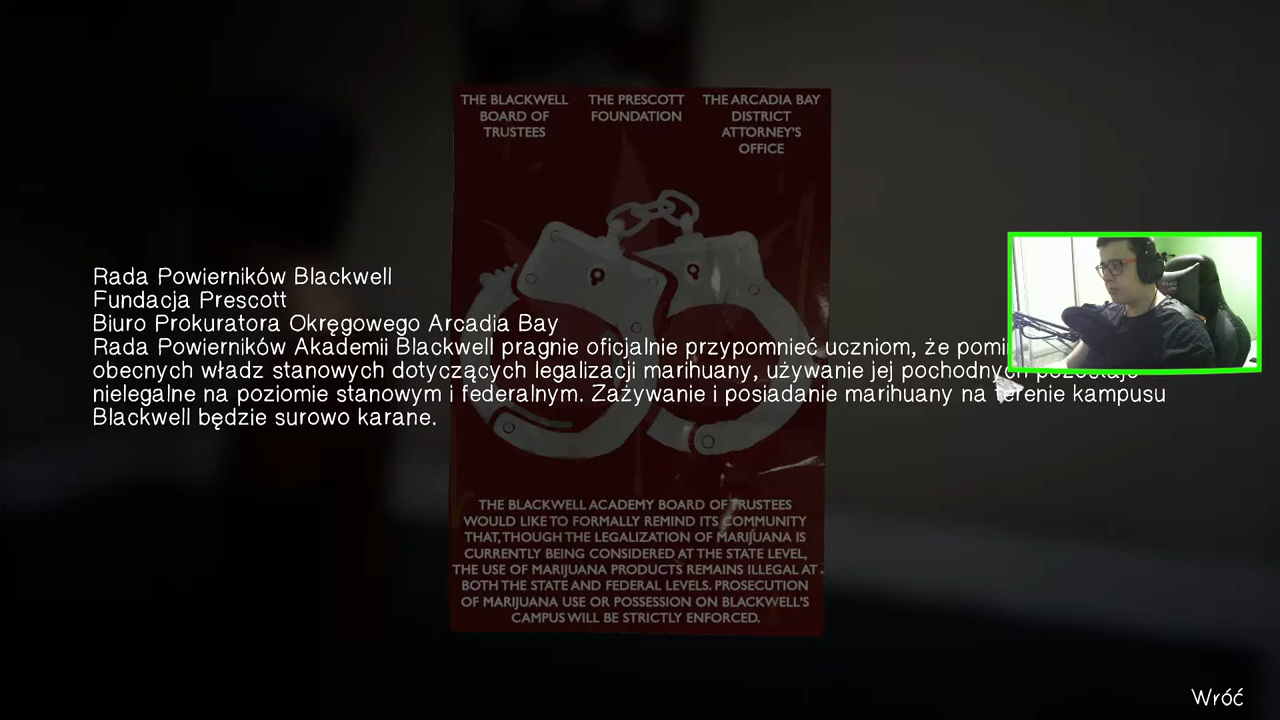 THE BLACKWELL
BOARD OF
TRUSTEES
THE PRESCOTT
FOUNDATION
THE ARCADIA BAY
DISTRICT
ATTORNEY'S
OFFICE
Rada Powierników Blackwell
Fundacja Prescott
Biuro Prokuratora Okręgowego Arcadia Bay
Rada Powierników Akademii Blackwell pragnie oficjalnie przypomnieć uczniom, że
obecnych władz stanowych dotyczących legalizacji marihuany, używanie jej pochodnych
nielegalne na poziomie stanowym i federalnym. Zażywanie i posiadanie marihuany na terenie kampusu
Blackwell będzie surowo karane.
THE BLACKWELL ACADEMY BOARD OF TRUSTEES
WOULD LIKE TO FORMALLY REMIND ITS COMMUNITY
THAT, THOUGH THE LEGALIZATION OF MARIJUANA IS
CURRENTLY BEING CONSIDERED AT THE STATE LEVEL,
THE USE OF MARIJUANA PRODUCTS REMAINS ILLEGAL AT
BOTH THE STATE AND FEDERAL LEVELS. PROSECUTION
OF MARIJUANA USE OR POSSESSION ON BLACKWELL'S
CAMPUS WILL BE STRICTLY ENFORCED.
Wróć